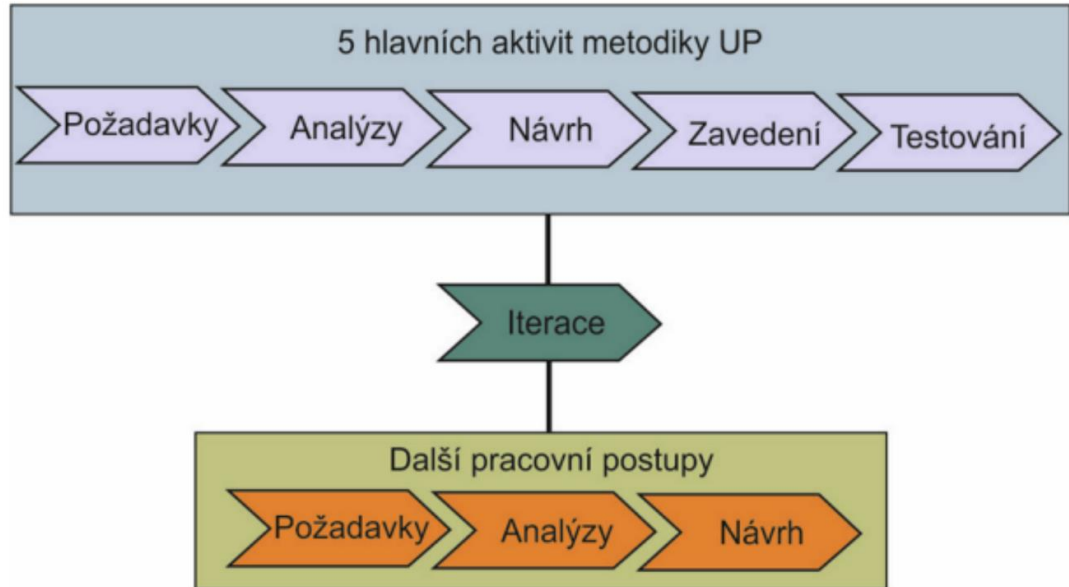 5 hlavních aktivit metodiky UP
Požadavky Analýzy Návrh Zavedení Testování
Iterace
Další pracovní postupy
Požadavky Analýzy Návrh